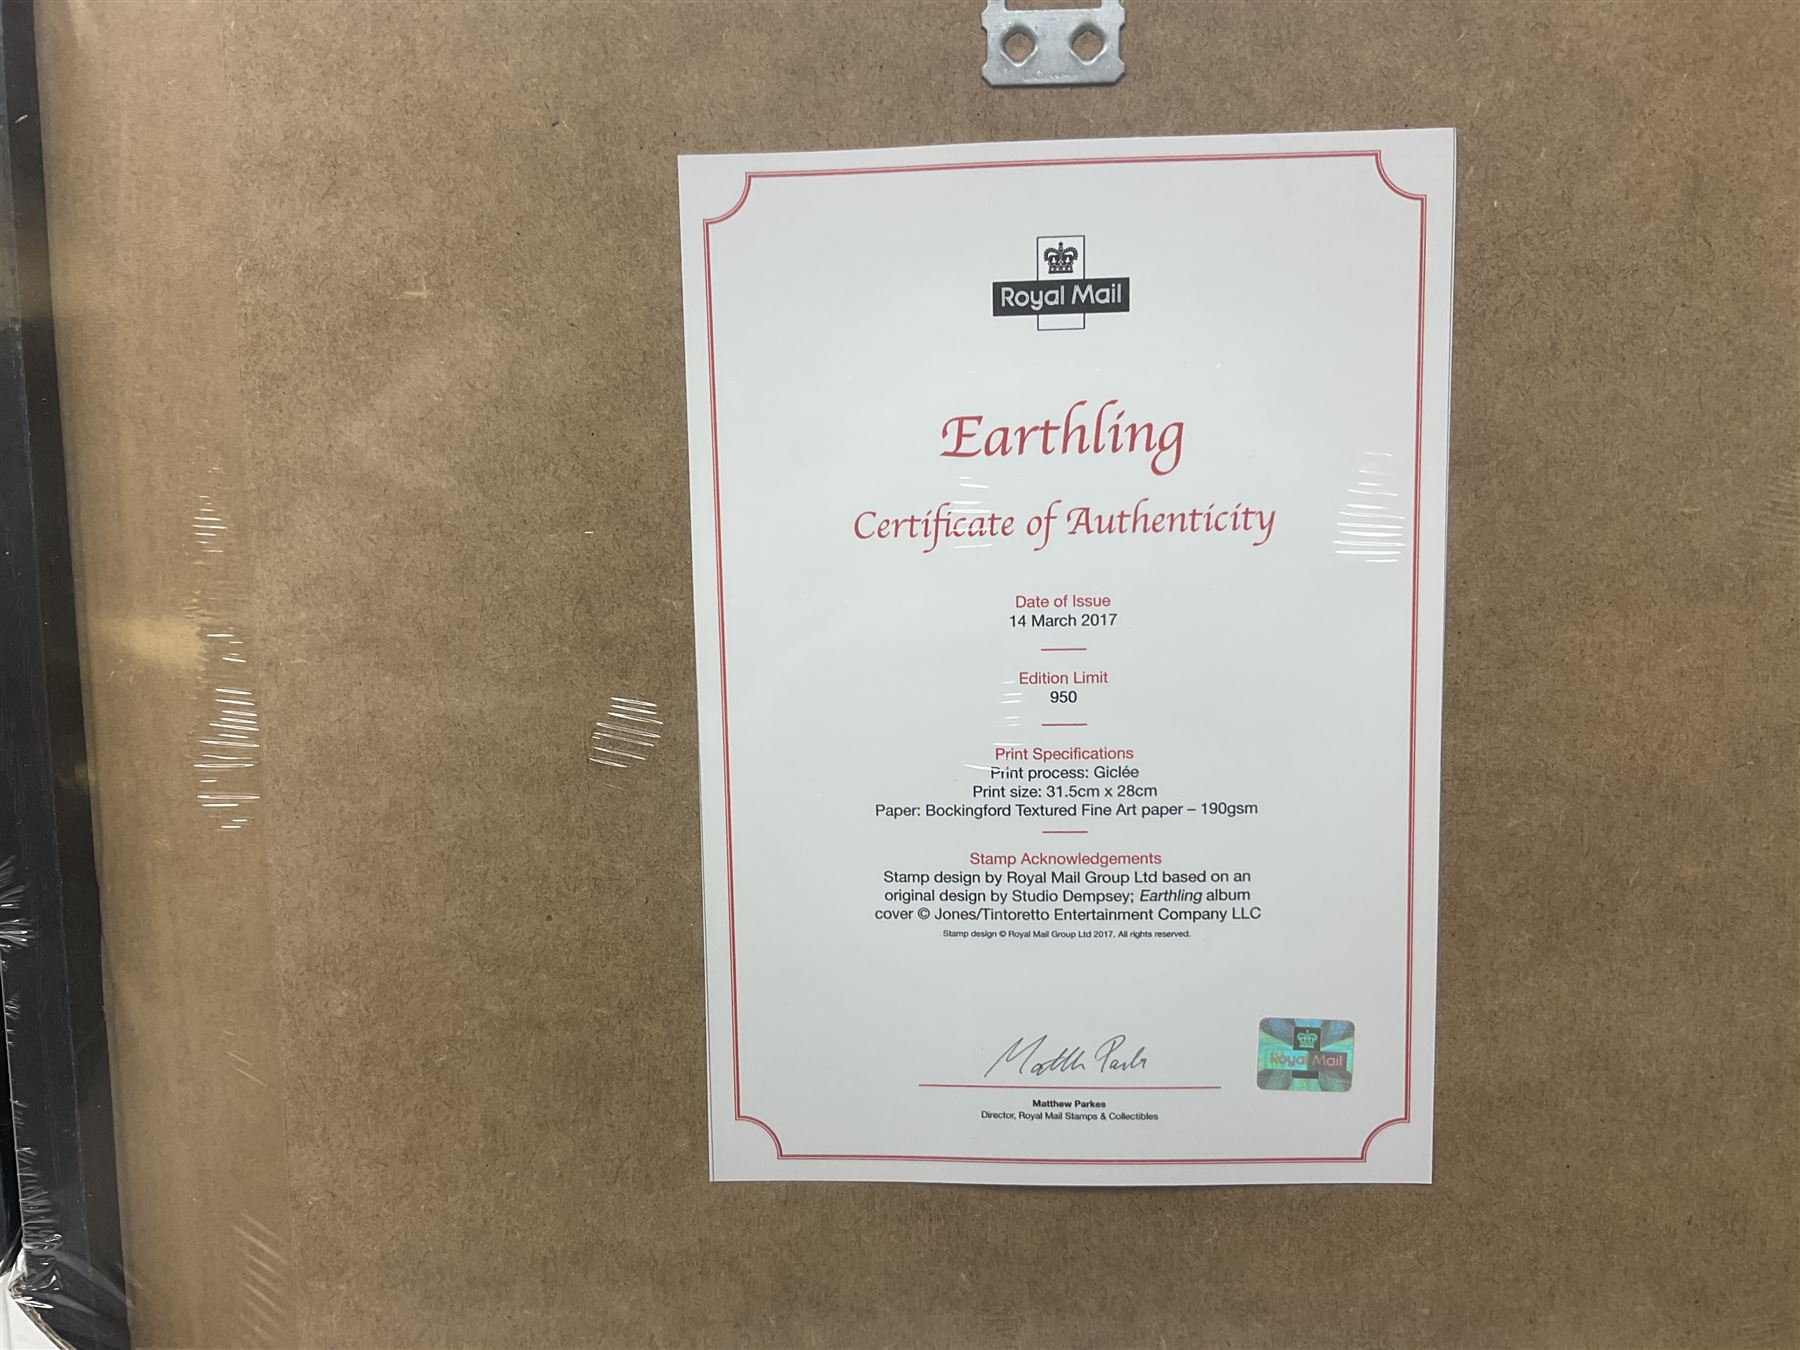 Royal Mail
Earthling
Certificate of Authenticity
Date of Issue
14 March 2017
Edition Limit
950
Print Specifications
Print process: Giclée
Print size: 31.5cm x 28cm
Paper: Bockingford Textured Fine Art paper – 190gsm
Stamp Acknowledgements
Stamp design by Royal Mail Group Ltd based on an
original design by Studio Dempsey; Earthling album
cover © Jones/Tintoretto Entertainment Company LLC
Stamp design © Royal Mail Group Ltd 2017. All rights reserved.
Royal Mail
Matthew Parkes
Director, Royal Mail Stamps & Collectibles